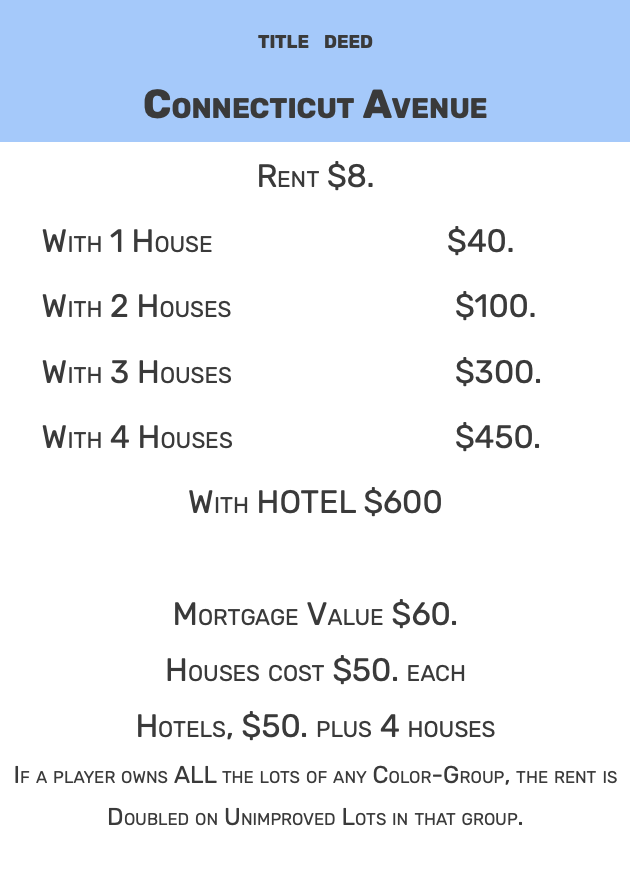 TITLE DEED
Connecticut Avenue
Rent $8.
With 1 House $40.
With 2 Houses $100.
With 3 Houses $300.
With 4 Houses $450.
With HOTEL $600
Mortgage Value $60.
Houses cost $50. each
Hotels, $50. plus 4 houses
If a player owns ALL the lots of any Color-Group, the rent is
Doubled on Unimproved Lots in that group.